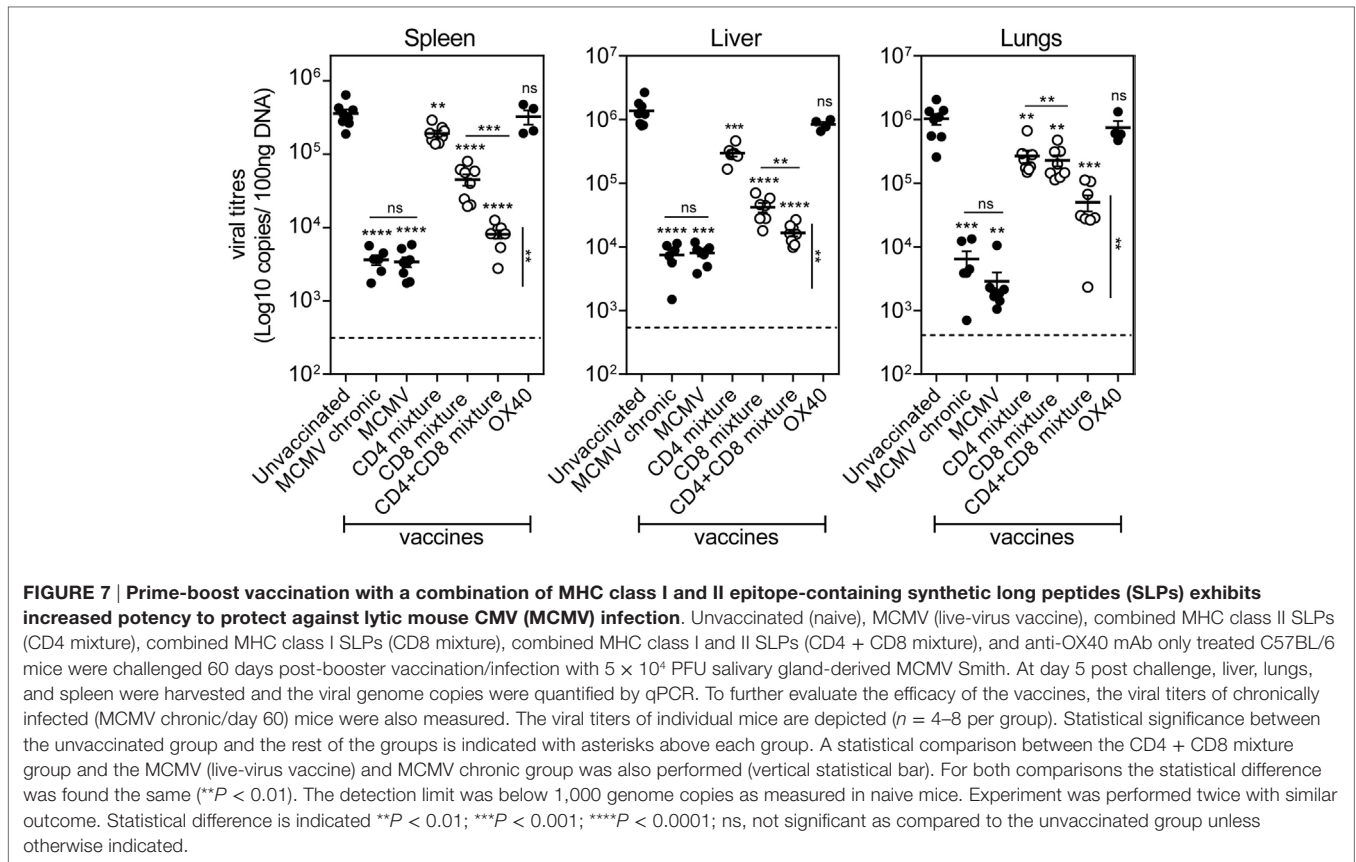 Spleen
Liver
Lungs
viral titres
(Log10 copies/ 100ng DNA)
10⁶
10⁵
10⁴
10³
10²
**
****
***
****
ns
ns
****
****
**
Unvaccinated
MCMV chronic
MCMV
CD4 mixture
CD8 mixture
CD4+CD8 mixture
OX40
vaccines
10⁷
10⁶
10⁵
10⁴
10³
10²
***
****
**
****
ns
ns
****
***
**
Unvaccinated
MCMV chronic
MCMV
CD4 mixture
CD8 mixture
CD4+CD8 mixture
OX40
vaccines
10⁷
10⁶
10⁵
10⁴
10³
10²
**
**
**
***
ns
ns
***
**
**
Unvaccinated
MCMV chronic
MCMV
CD4 mixture
CD8 mixture
CD4+CD8 mixture
OX40
vaccines
FIGURE 7 | Prime-boost vaccination with a combination of MHC class I and II epitope-containing synthetic long peptides (SLPs) exhibits
increased potency to protect against lytic mouse CMV (MCMV) infection. Unvaccinated (naive), MCMV (live-virus vaccine), combined MHC class II SLPs
(CD4 mixture), combined MHC class I SLPs (CD8 mixture), combined MHC class I and II SLPs (CD4 + CD8 mixture), and anti-OX40 mAb only treated C57BL/6
mice were challenged 60 days post-booster vaccination/infection with 5 × 10⁴ PFU salivary gland-derived MCMV Smith. At day 5 post challenge, liver, lungs,
and spleen were harvested and the viral genome copies were quantified by qPCR. To further evaluate the efficacy of the vaccines, the viral titers of chronically
infected (MCMV chronic/day 60) mice were also measured. The viral titers of individual mice are depicted (n = 4–8 per group). Statistical significance between
the unvaccinated group and the rest of the groups is indicated with asterisks above each group. A statistical comparison between the CD4 + CD8 mixture
group and the MCMV (live-virus vaccine) and MCMV chronic group was also performed (vertical statistical bar). For both comparisons the statistical difference
was found the same (**P < 0.01). The detection limit was below 1,000 genome copies as measured in naive mice. Experiment was performed twice with similar
outcome. Statistical difference is indicated **P < 0.01; ***P < 0.001; ****P < 0.0001; ns, not significant as compared to the unvaccinated group unless
otherwise indicated.